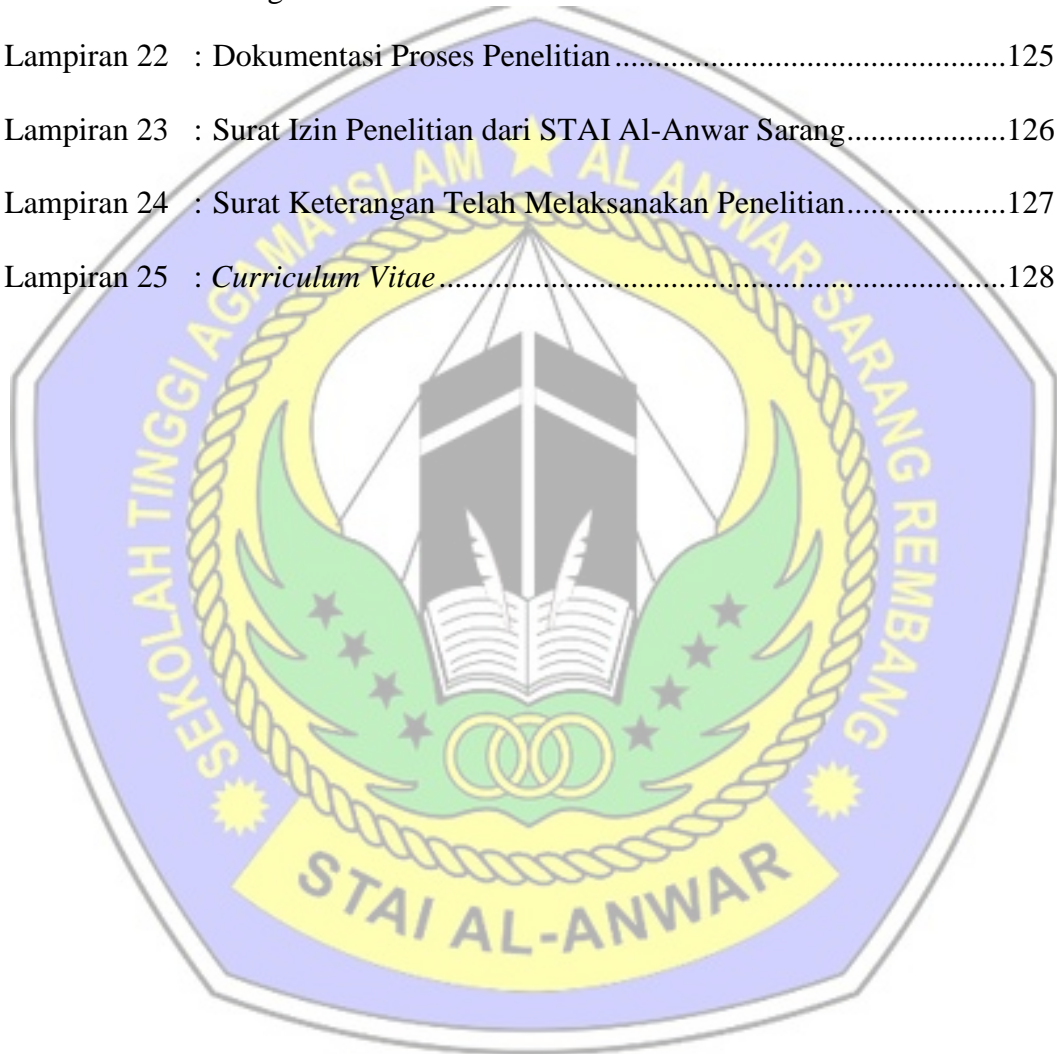 Lampiran 22 : Dokumentasi Proses Penelitian ................................................125
Lampiran 23 : Surat Izin Penelitian dari STAI Al-Anwar Sarang ...................126
Lampiran 24 : Surat Keterangan Telah Melaksanakan Penelitian ...................127
Lampiran 25 : Curriculum Vitae .....................................................................128
SEKOLAH TINGGI AGAMA ISLAM ★ AL ANWAR SARANG REMBANG
STAI AL-ANWAR